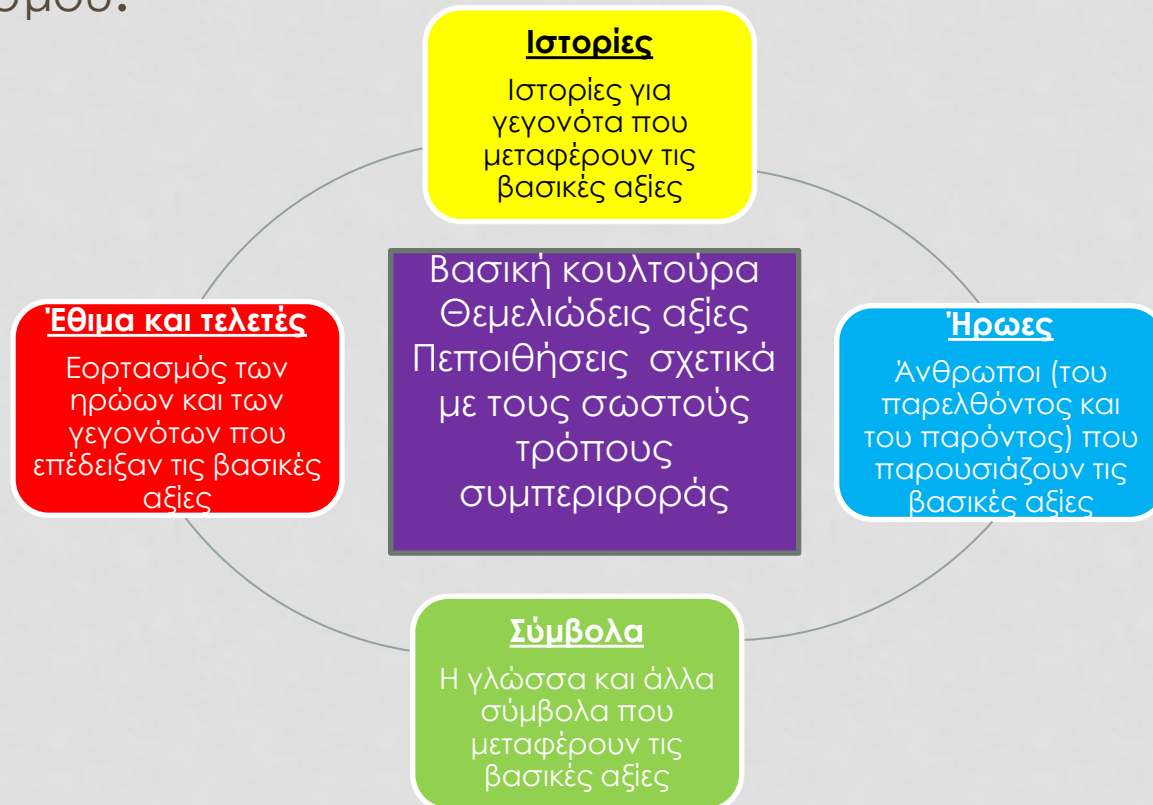 σμού.
Ιστορίες
Ιστορίες για
γεγονότα που
μεταφέρουν τις
βασικές αξίες
Βασική κουλτούρα
Θεμελιώδεις αξίες
Πεποιθήσεις σχετικά
με τους σωστούς
τρόπους
συμπεριφοράς
Έθιμα και τελετές
Εορτασμός των
ηρώων και των
γεγονότων που
επέδειξαν τις βασικές
αξίες
Ήρωες
Άνθρωποι (του
παρελθόντος και
του παρόντος) που
παρουσιάζουν τις
βασικές αξίες
Σύμβολα
Η γλώσσα και άλλα
σύμβολα που
μεταφέρουν τις
βασικές αξίες